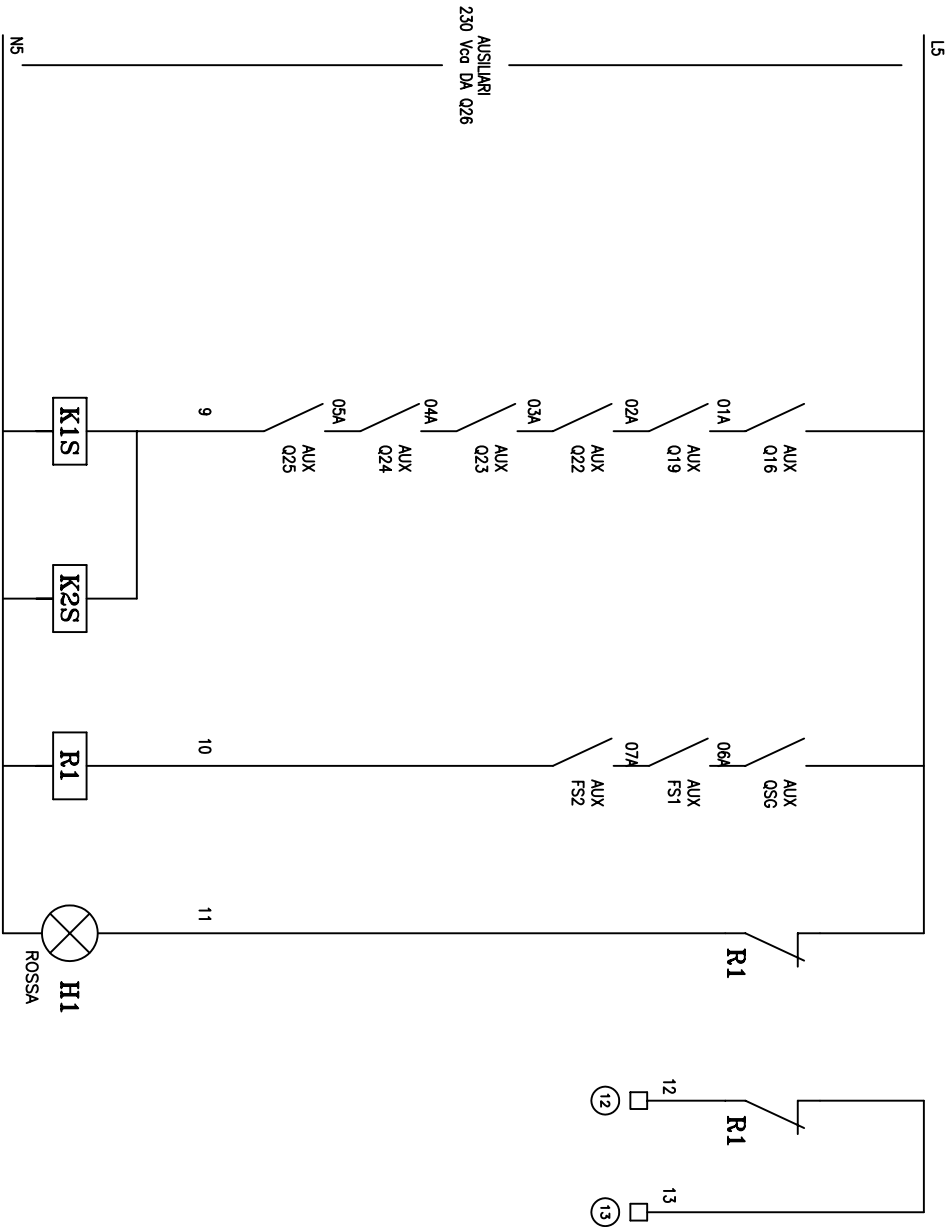 L5
N5
AUSILIARI
230 Vca DA Q26
AUX
Q16
01A
AUX
Q19
02A
AUX
Q22
03A
AUX
Q23
04A
AUX
Q24
05A
AUX
Q25
9
K1S
K2S
AUX
QSG
06A
AUX
FS1
07A
AUX
FS2
10
R1
R1
11
H1
ROSSA
R1
12
12
13
13